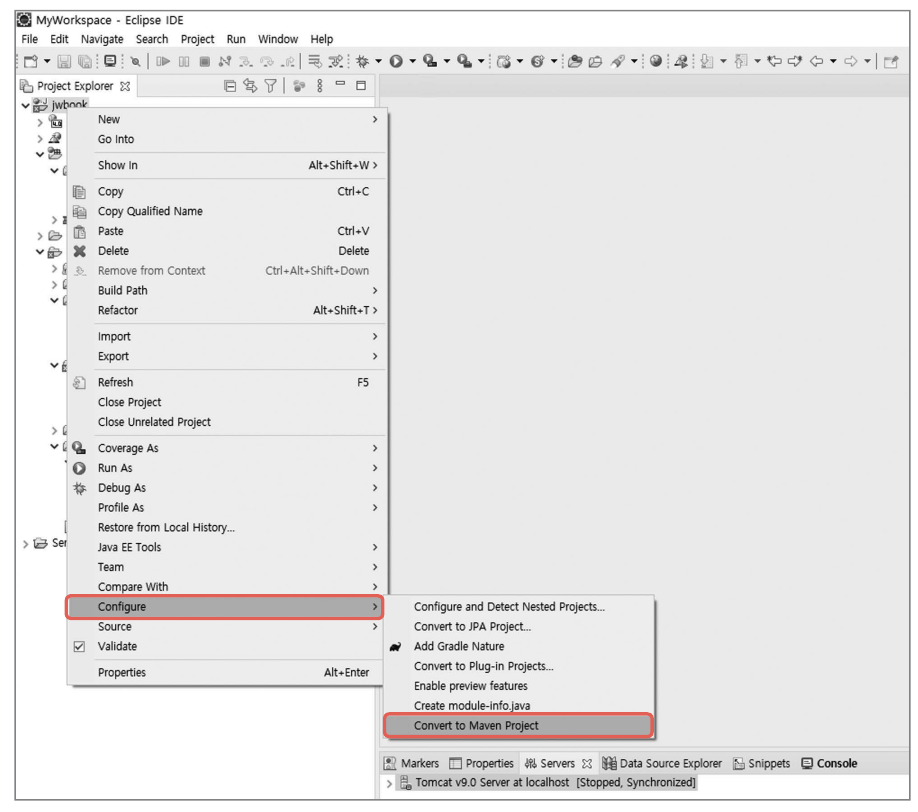 MyWorkspace - Eclipse IDE
File Edit Navigate Search Project Run Window Help
Project Explorer
jwbook
New
Go Into
Show In Alt+Shift+W
Copy Ctrl+C
Copy Qualified Name
Paste Ctrl+V
Delete Delete
Remove from Context Ctrl+Alt+Shift+Down
Build Path
Refactor Alt+Shift+T
Import
Export
Refresh F5
Close Project
Close Unrelated Project
Coverage As
Run As
Debug As
Profile As
Restore from Local History...
Ser
Java EE Tools
Team
Compare With
Configure
Source
Validate
Properties Alt+Enter
Configure and Detect Nested Projects...
Convert to JPA Project...
Add Gradle Nature
Convert to Plug-in Projects...
Enable preview features
Create module-info.java
Convert to Maven Project
Markers Properties Servers Data Source Explorer Snippets Console
Tomcat v9.0 Server at localhost [Stopped, Synchronized]